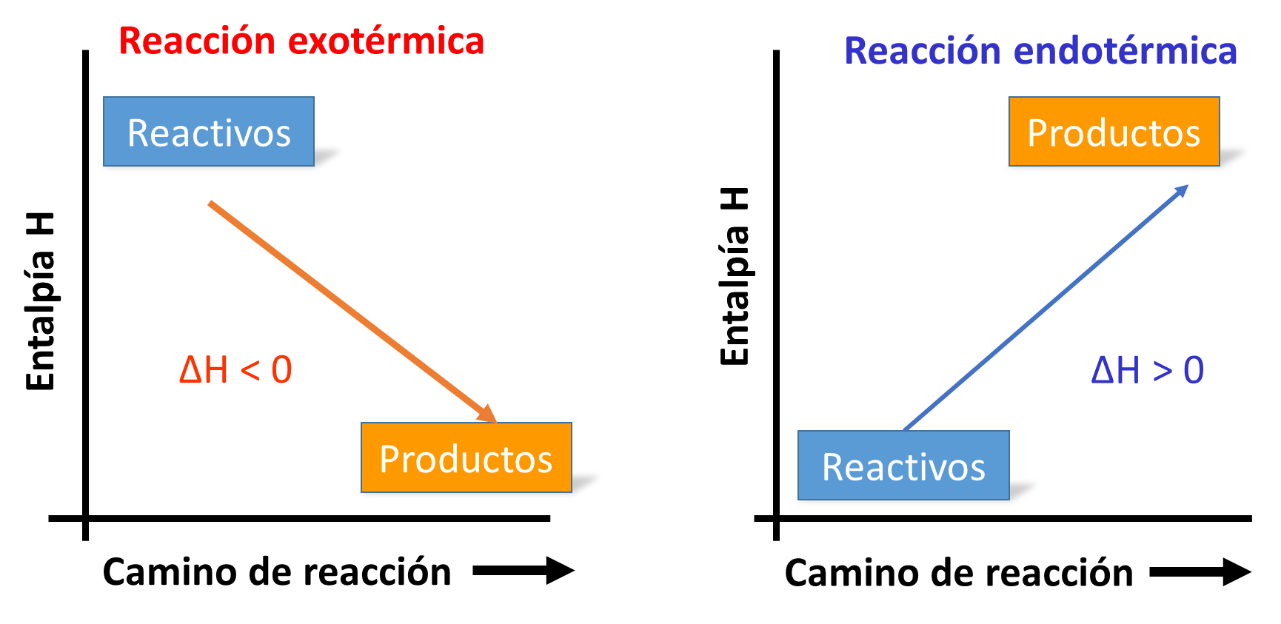 Reacción exotérmica
Reactivos
Entalpía H
ΔH < 0
Productos
Camino de reacción
Reacción endotérmica
Productos
Entalpía H
ΔH > 0
Reactivos
Camino de reacción